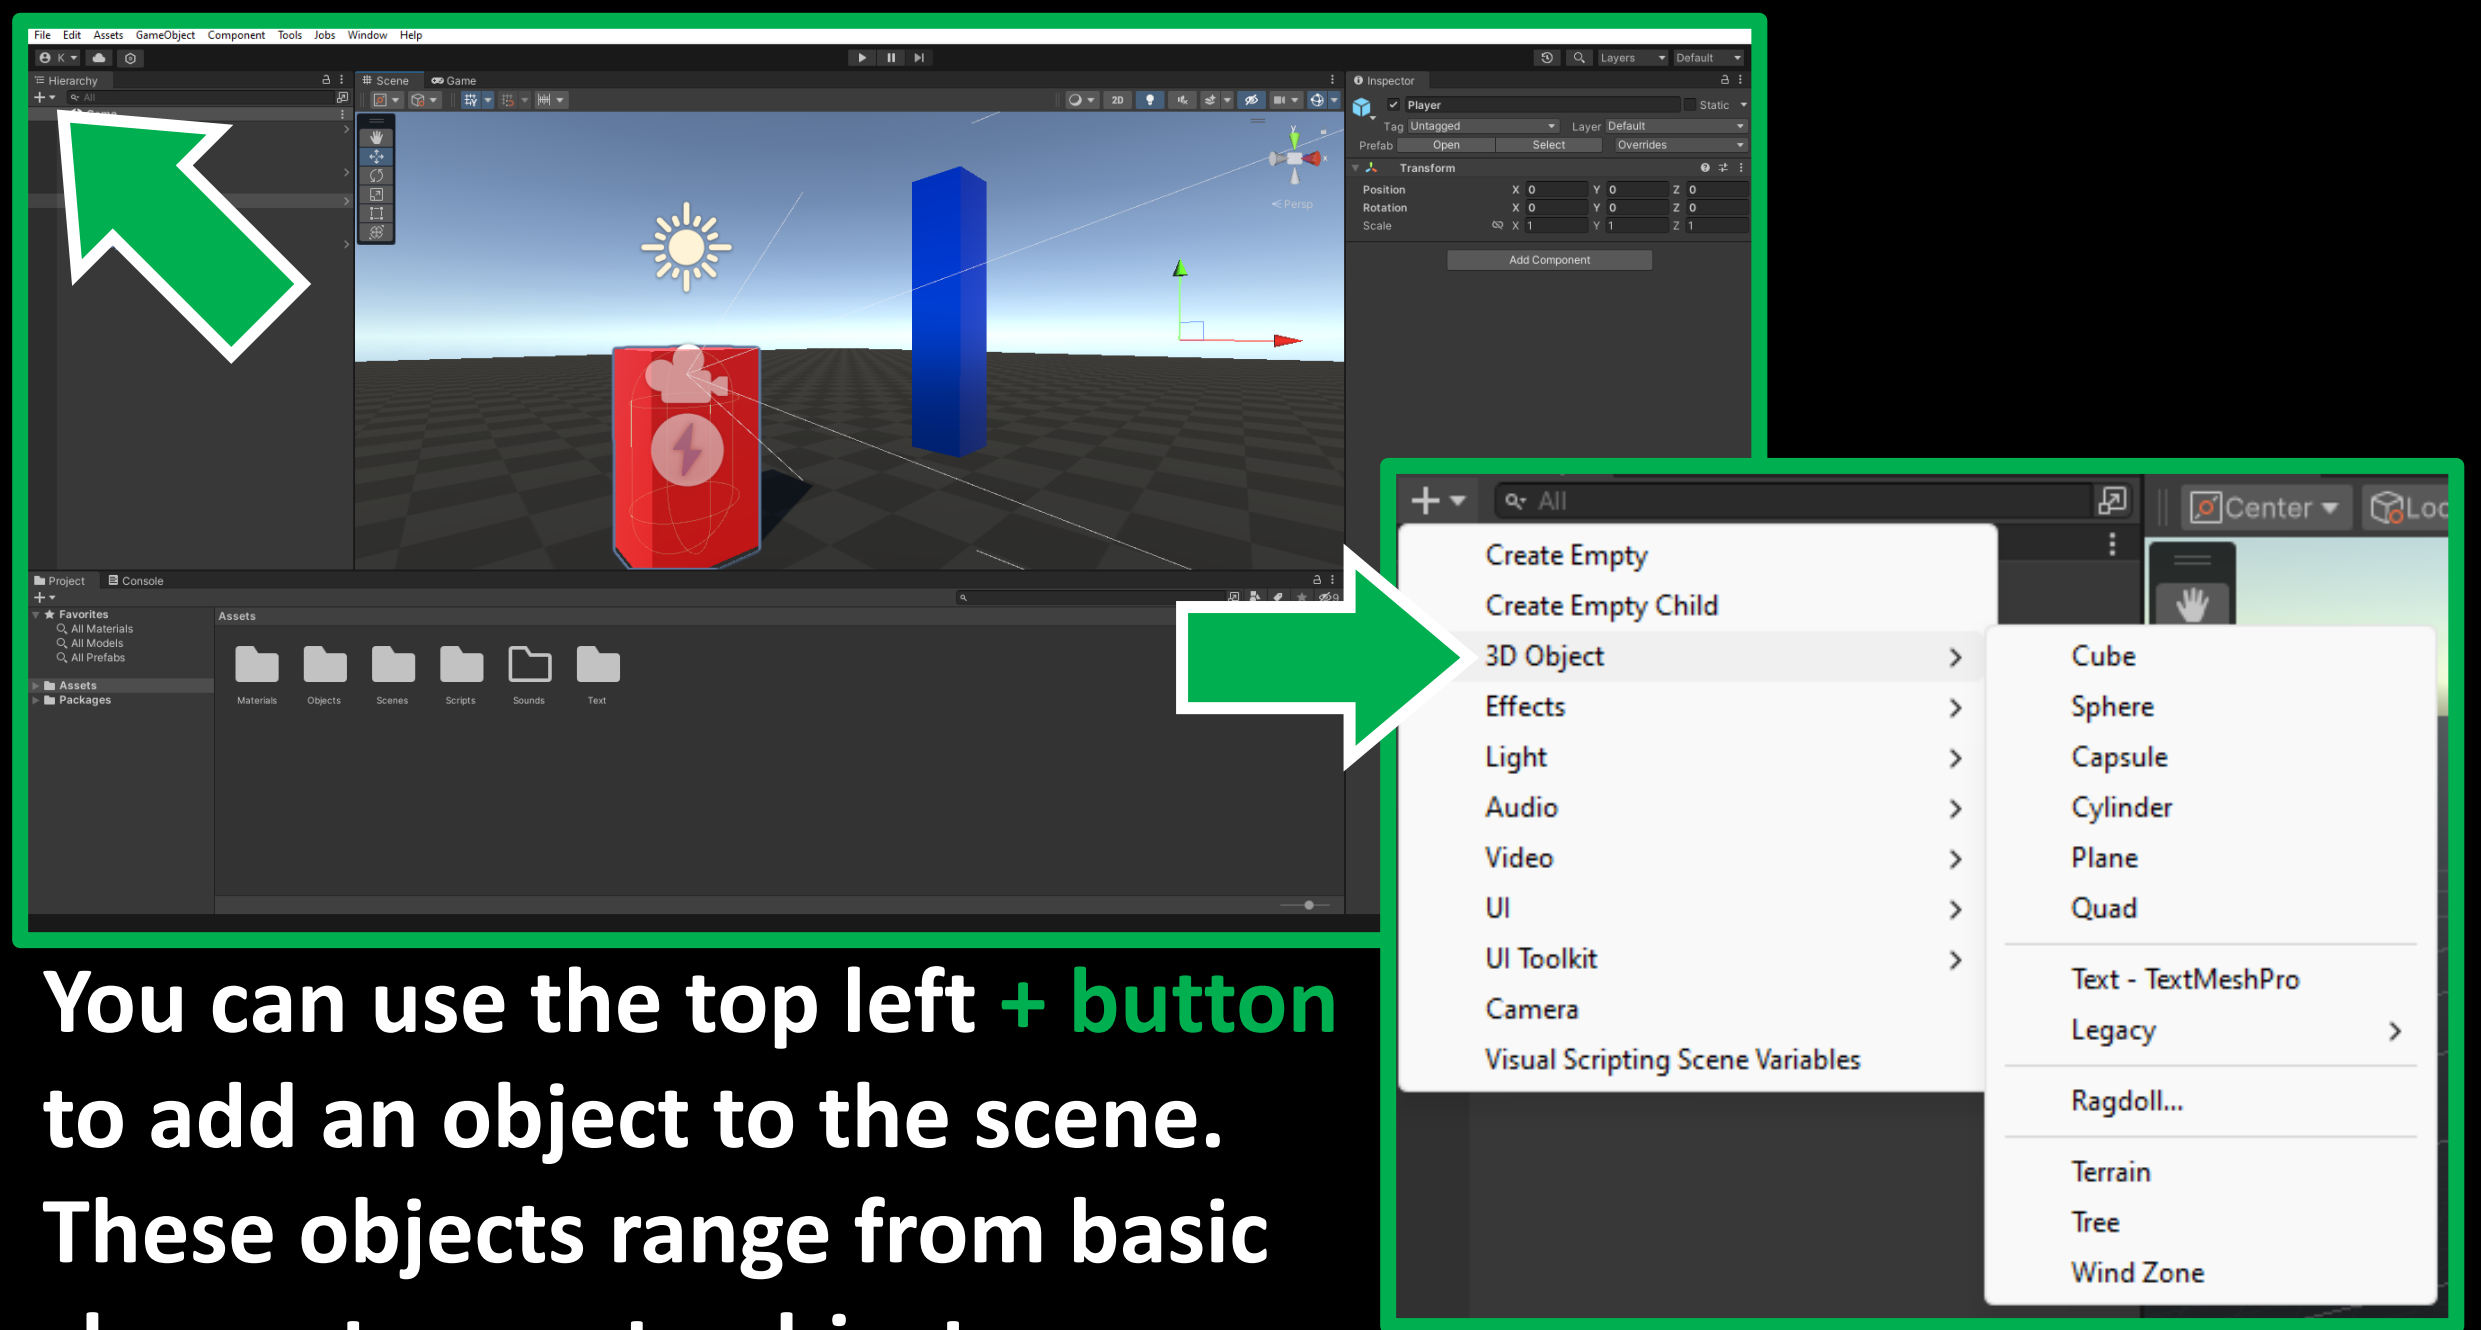 File Edit Assets GameObject Component Tools Jobs Window Help
K
Layers Default
Hierarchy
Scene Game
Inspector
All
2D
Player Static
Tag Untagged Layer Default
Prefab Open Select Overrides
Transform
Position X 0 Y 0 Z 0
Rotation X 0 Y 0 Z 0
Scale X 1 Y 1 Z 1
Add Component
y
x
Persp
Project Console
9
Favorites
All Materials
All Models
All Prefabs
Assets
Packages
Assets
Materials Objects Scenes Scripts Sounds Text
All
Center
Create Empty
Create Empty Child
3D Object
Effects
Light
Audio
Video
UI
UI Toolkit
Camera
Visual Scripting Scene Variables
Cube
Sphere
Capsule
Cylinder
Plane
Quad
Text - TextMeshPro
Legacy
Ragdoll...
Terrain
Tree
Wind Zone
You can use the top left + button
to add an object to the scene.
These objects range from basic